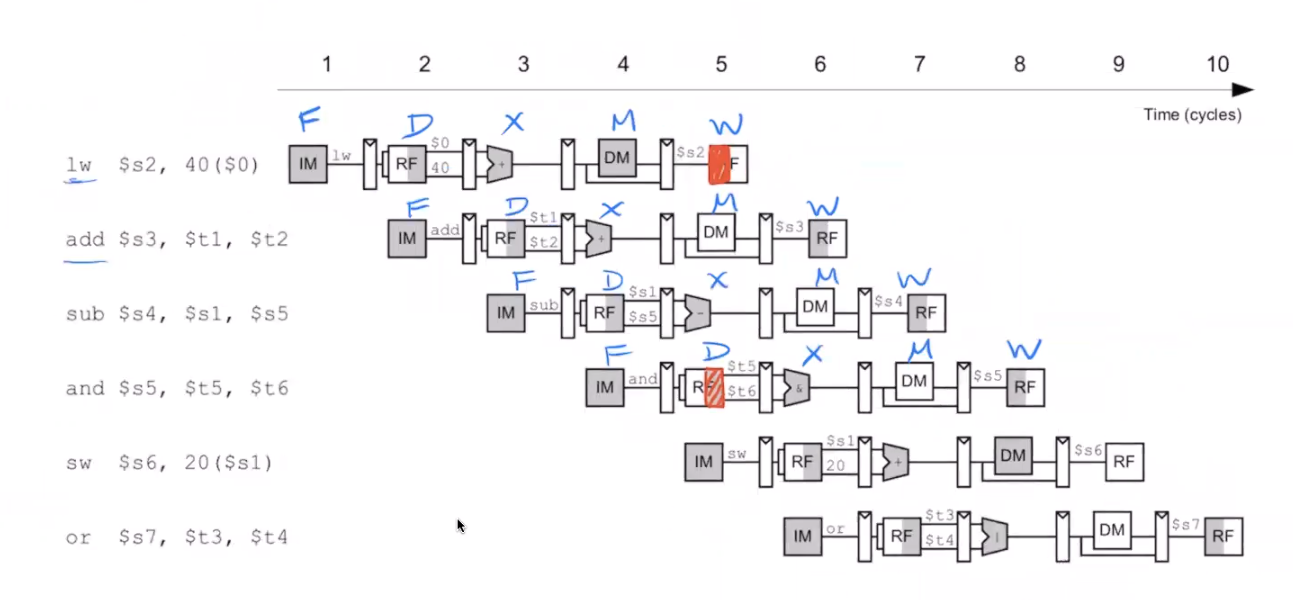 1 2 3 4 5 6 7 8 9 10
Time (cycles)
F D X M W
lw $s2, 40($0) IM lw RF $0 40 + DM $s2 F
F D X M W
add $s3, $t1, $t2 IM add RF $t1 $t2 + DM $s3 RF
F D X M W
sub $s4, $s1, $s5 IM sub RF $s1 $s5 - DM $s4 RF
F D X M W
and $s5, $t5, $t6 IM and RF $t5 $t6 & DM $s5 RF
sw $s6, 20($s1) IM sw RF $s1 20 + DM $s6 RF
or $s7, $t3, $t4 IM or RF $t3 $t4 | DM $s7 RF